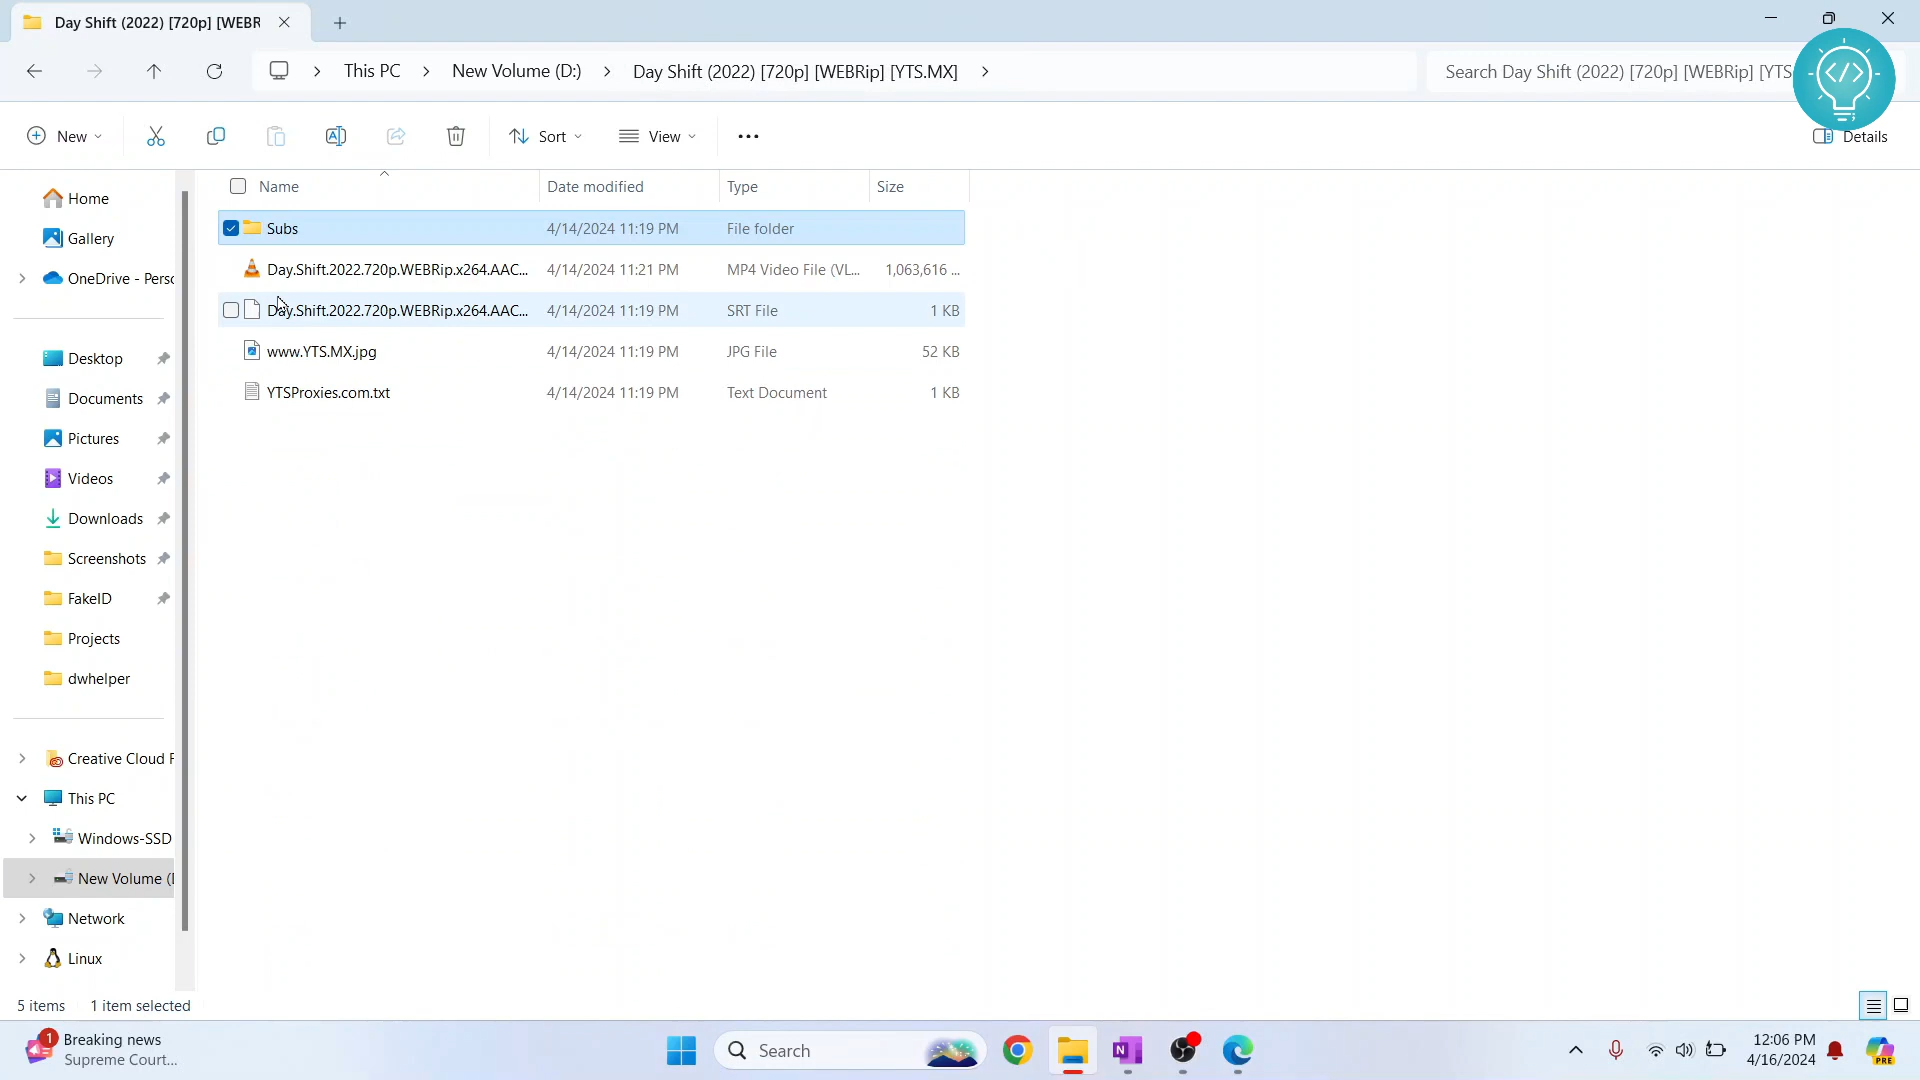 Day Shift (2022) [720p] [WEBR
This PC
New Volume (D:)
Day Shift (2022) [720p] [WEBRip] [YTS.MX]
Search Day Shift (2022) [720p] [WEBRip] [YTS
New
Sort
View
Details
Name
Date modified
Type
Size
Subs
4/14/2024 11:19 PM
File folder
Day.Shift.2022.720p.WEBRip.x264.AAC...
4/14/2024 11:21 PM
MP4 Video File (VL...
1,063,616 ...
Day.Shift.2022.720p.WEBRip.x264.AAC...
4/14/2024 11:19 PM
SRT File
1 KB
www.YTS.MX.jpg
4/14/2024 11:19 PM
JPG File
52 KB
YTSProxies.com.txt
4/14/2024 11:19 PM
Text Document
1 KB
Home
Gallery
OneDrive - Perso
Desktop
Documents
Pictures
Videos
Downloads
Screenshots
FakeID
Projects
dwhelper
Creative Cloud F
This PC
Windows-SSD
New Volume (D
Network
Linux
5 items
1 item selected
1
Breaking news
Supreme Court...
Search
12:06 PM
4/16/2024
PRE